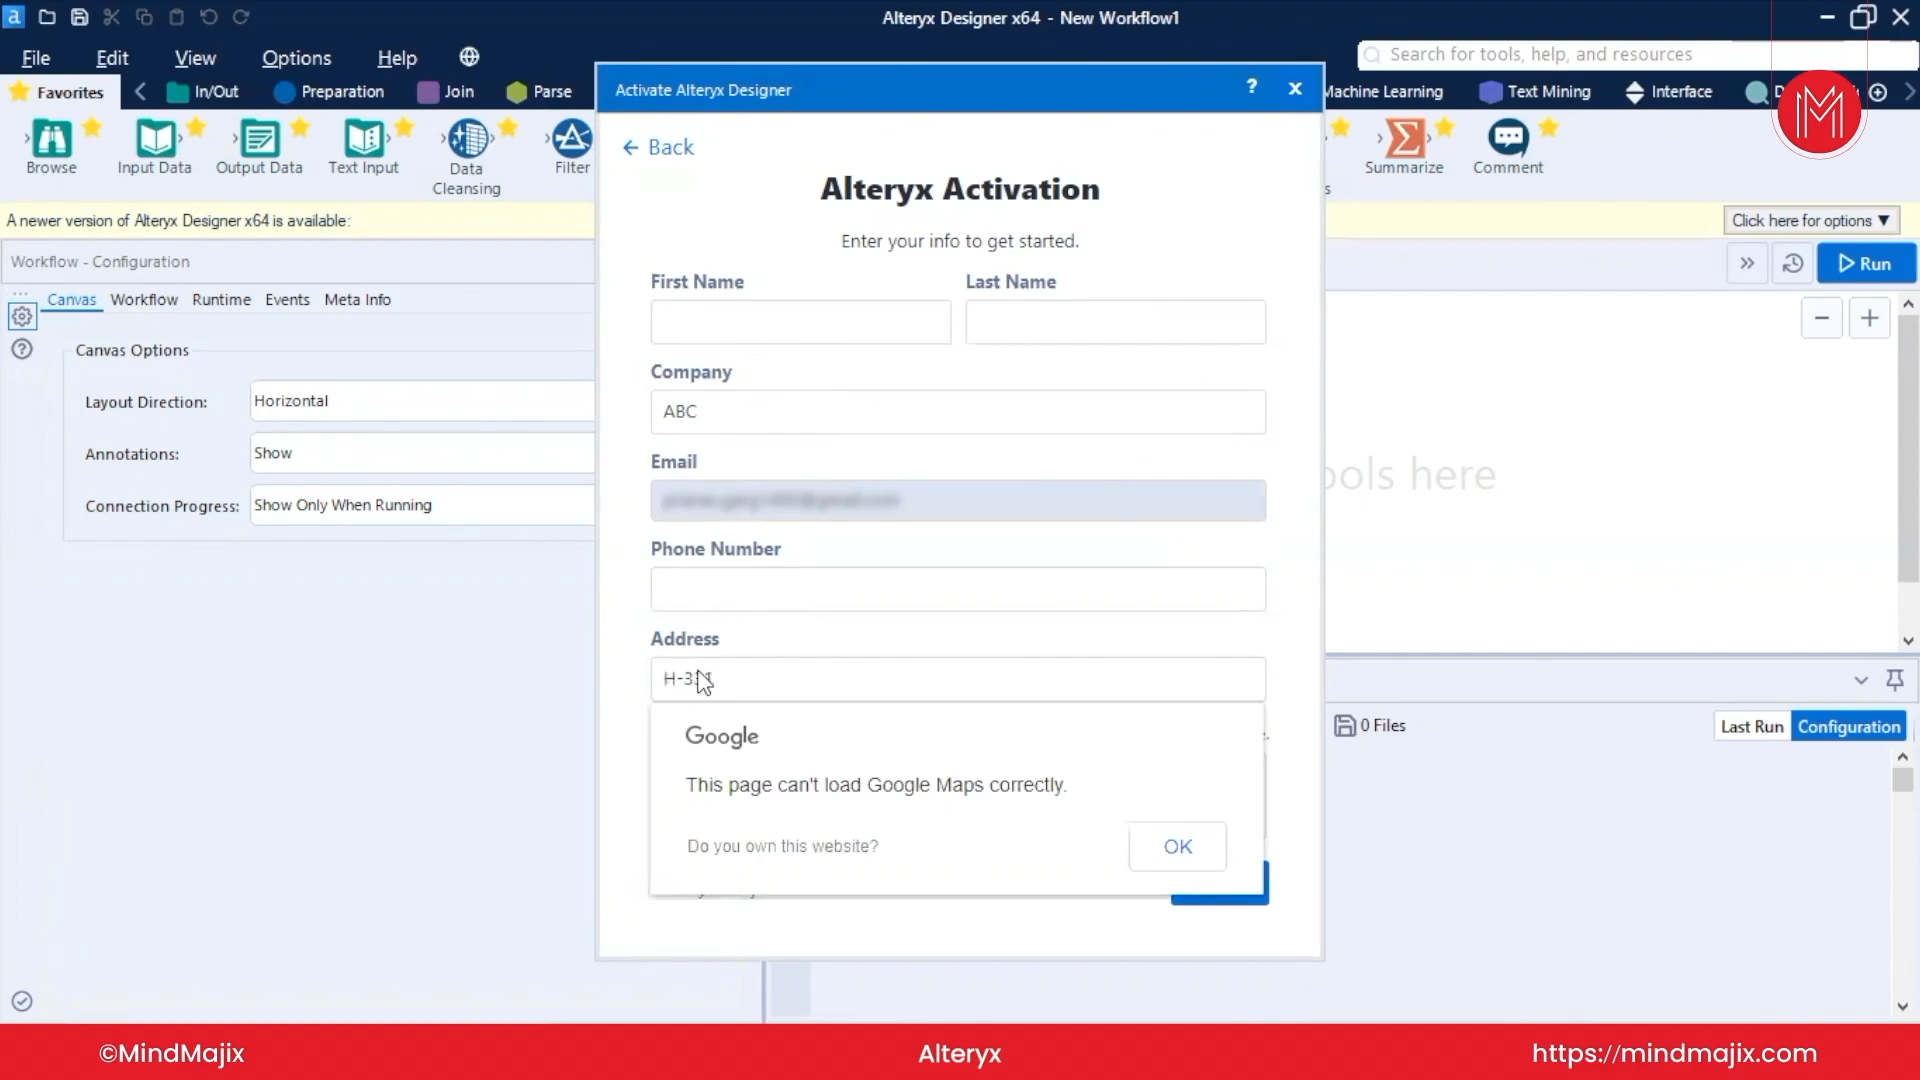 Alteryx Designer x64 - New Workflow1
File Edit View Options Help
Search for tools, help, and resources
Favorites In/Out Preparation Join Parse Machine Learning Text Mining Interface
Browse Input Data Output Data Text Input Data Cleansing Filter Summarize Comment
A newer version of Alteryx Designer x64 is available:
Click here for options ▼
Workflow - Configuration
Run
Canvas Workflow Runtime Events Meta Info
Canvas Options
Layout Direction: Horizontal
Annotations: Show
Connection Progress: Show Only When Running
Activate Alteryx Designer
? x
← Back
Alteryx Activation
Enter your info to get started.
First Name Last Name
Company
ABC
Email
Phone Number
Address
Google
This page can't load Google Maps correctly.
Do you own this website?
OK
ools here
0 Files
Last Run Configuration
©MindMajix
Alteryx
https://mindmajix.com